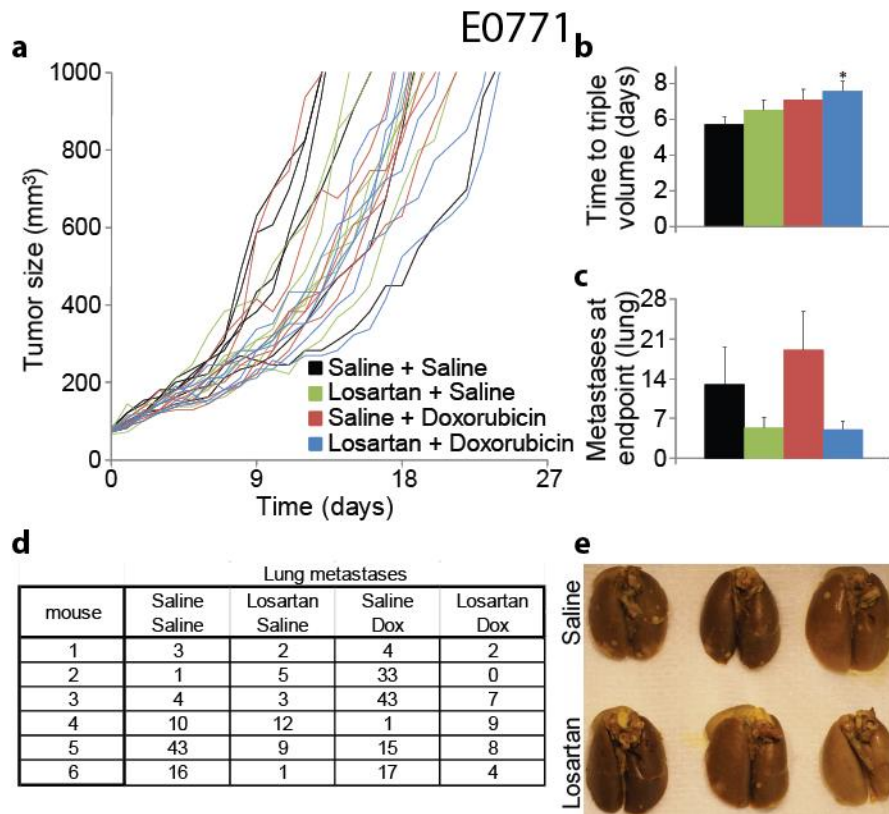 E0771
a
Tumor size (mm³)
1000
800
600
400
200
0
0
9
18
27
Time (days)
Saline + Saline
Losartan + Saline
Saline + Doxorubicin
Losartan + Doxorubicin
b
Time to triple
volume (days)
8
6
4
2
0
*
c
Metastases at
endpoint (lung)
28
21
14
7
0
d
Lung metastases
mouse Saline Saline Losartan Saline Saline Dox Losartan Dox
1 3 2 4 2
2 1 5 33 0
3 4 3 43 7
4 10 12 1 9
5 43 9 15 8
6 16 1 17 4
e
Saline
Losartan